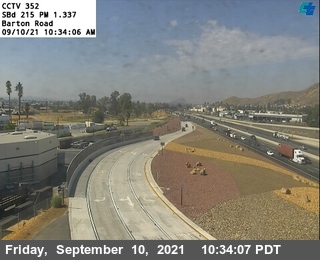 CCTV 352
SBd 215 PM 1.337
Barton Road
09/10/21 10:34:06 AM
Friday, September 10, 2021 10:34:07 PDT